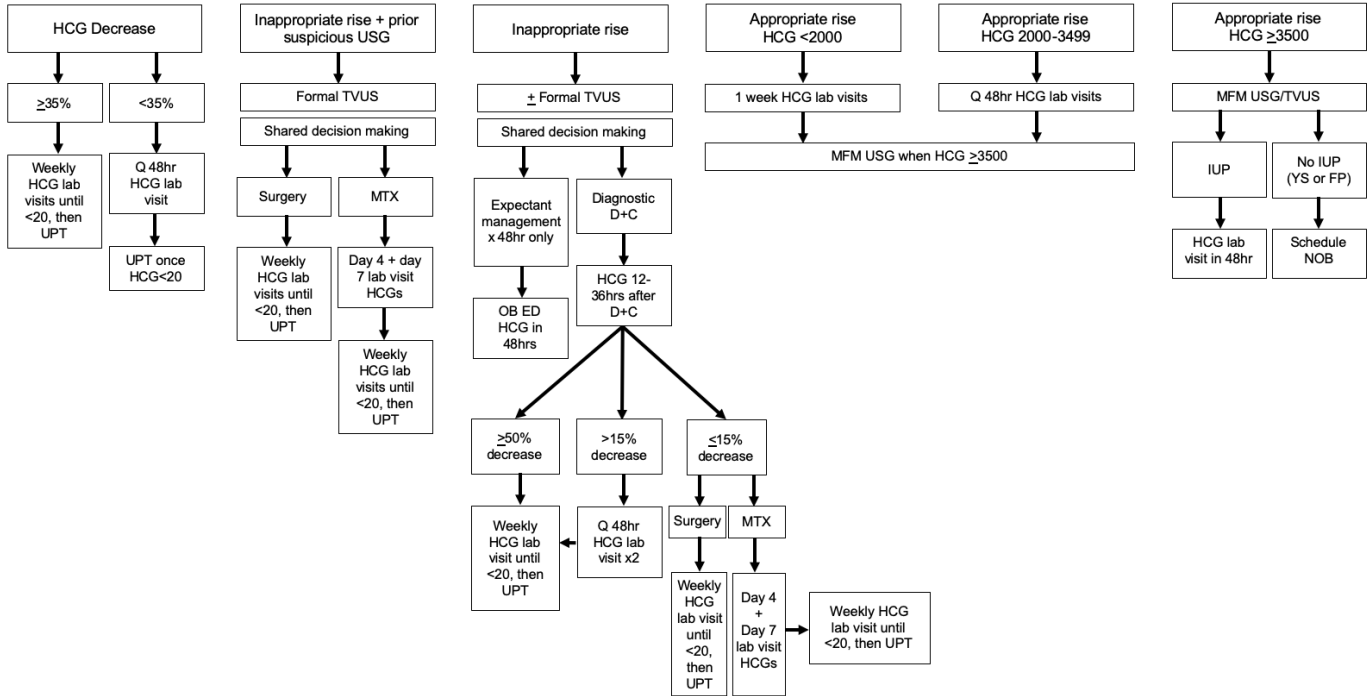 HCG Decrease
≥35%
<35%
Weekly
HCG lab
visits until
<20, then
UPT
Q 48hr
HCG lab
visit
UPT once
HCG<20
Inappropriate rise + prior
suspicious USG
Formal TVUS
Shared decision making
Surgery
MTX
Weekly
HCG lab
visits until
<20, then
UPT
Day 4 + day
7 lab visit
HCGs
Weekly
HCG lab
visits until
<20, then
UPT
Inappropriate rise
± Formal TVUS
Shared decision making
Expectant
management
x 48hr only
Diagnostic
D+C
OB ED
HCG in
48hrs
HCG 12-
36hrs after
D+C
≥50%
decrease
>15%
decrease
≤15%
decrease
Weekly
HCG lab
visit until
<20, then
UPT
Q 48hr
HCG lab
visit x2
Surgery
MTX
Weekly
HCG
lab visit
until
<20,
then
UPT
Day 4
+
Day 7
lab visit
HCGs
Weekly HCG
lab visit until
<20, then UPT
Appropriate rise
HCG <2000
1 week HCG lab visits
Appropriate rise
HCG 2000-3499
Q 48hr HCG lab visits
MFM USG when HCG ≥3500
Appropriate rise
HCG ≥3500
MFM USG/TVUS
IUP
No IUP
(YS or FP)
HCG lab
visit in 48hr
Schedule
NOB